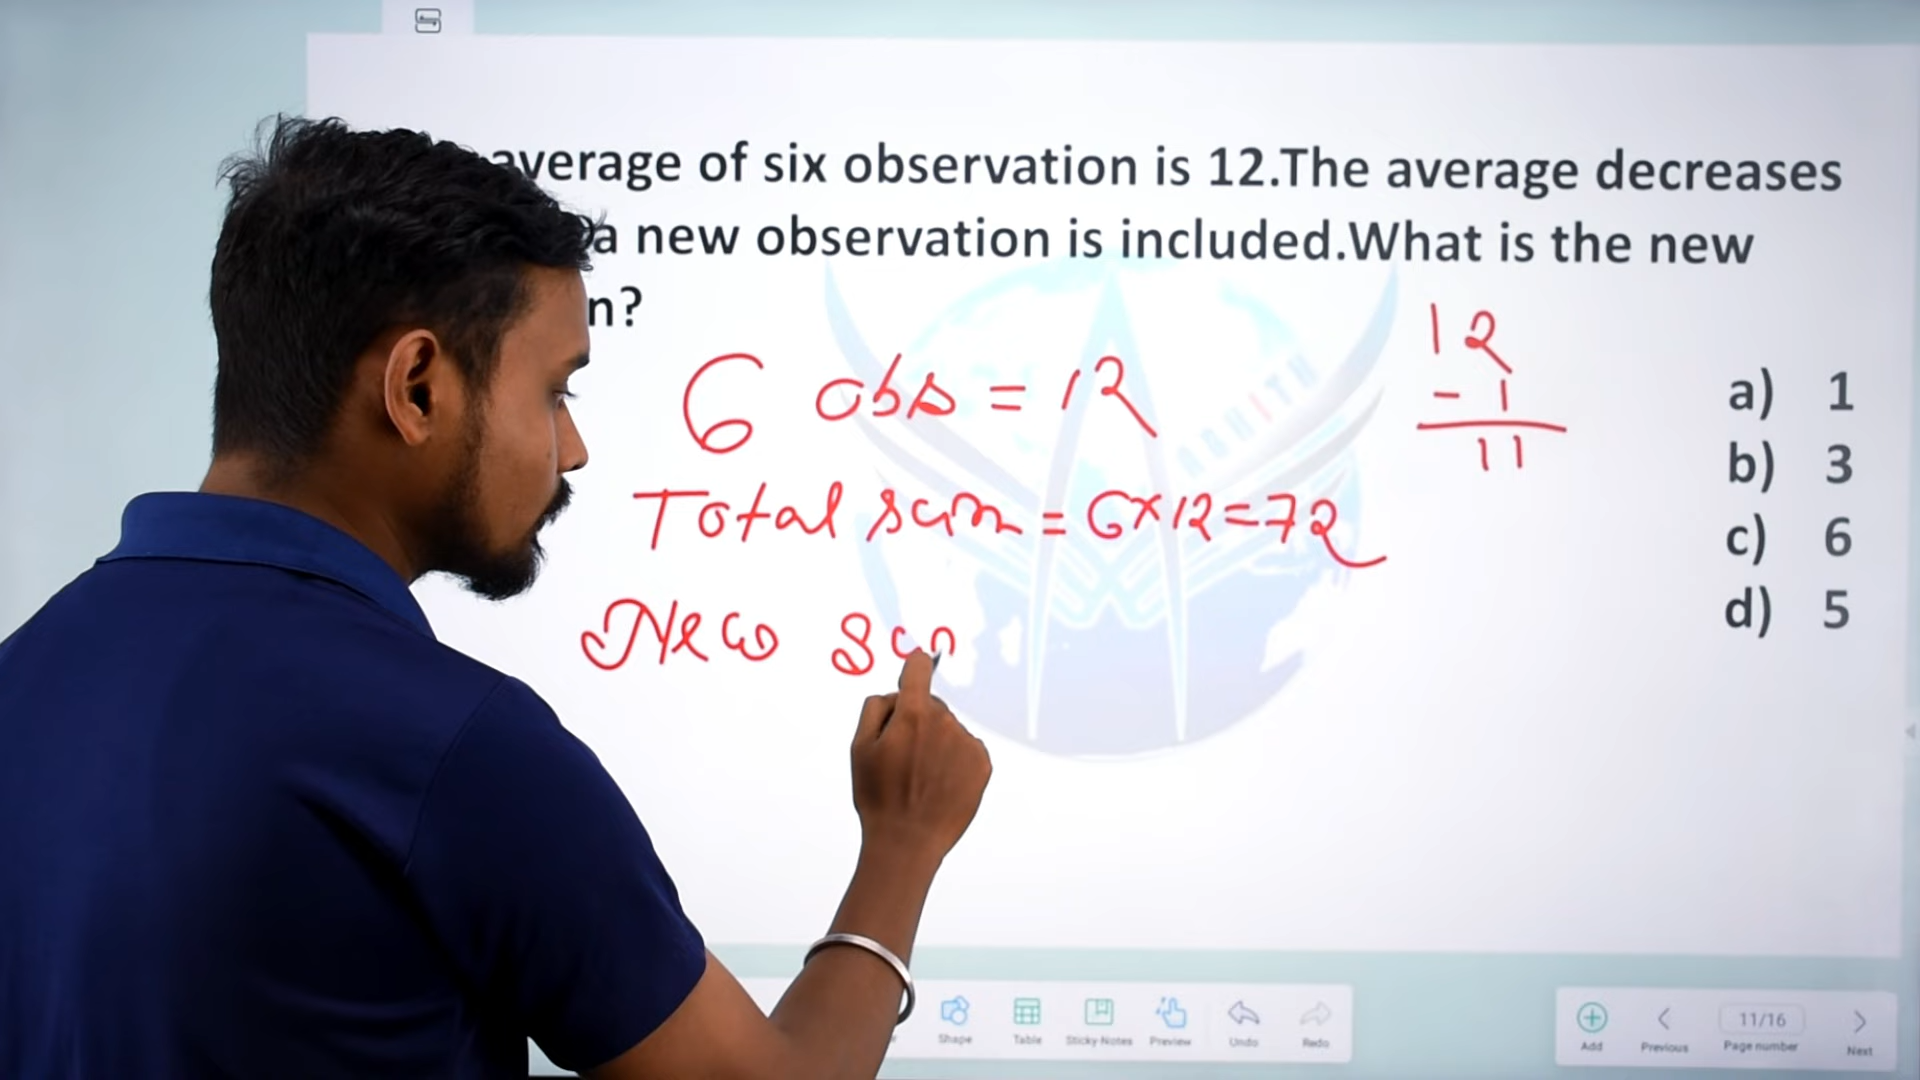 average of six observation is 12.The average decreases
a new observation is included.What is the new
n?
6 obs = 12
12
- 1
11
Total sum = 6×12=72
New su
a) 1
b) 3
c) 6
d) 5
ABHITH
Shape Table Sticky Notes Preview Undo Redo
Add Previous 11/16 Page number Next